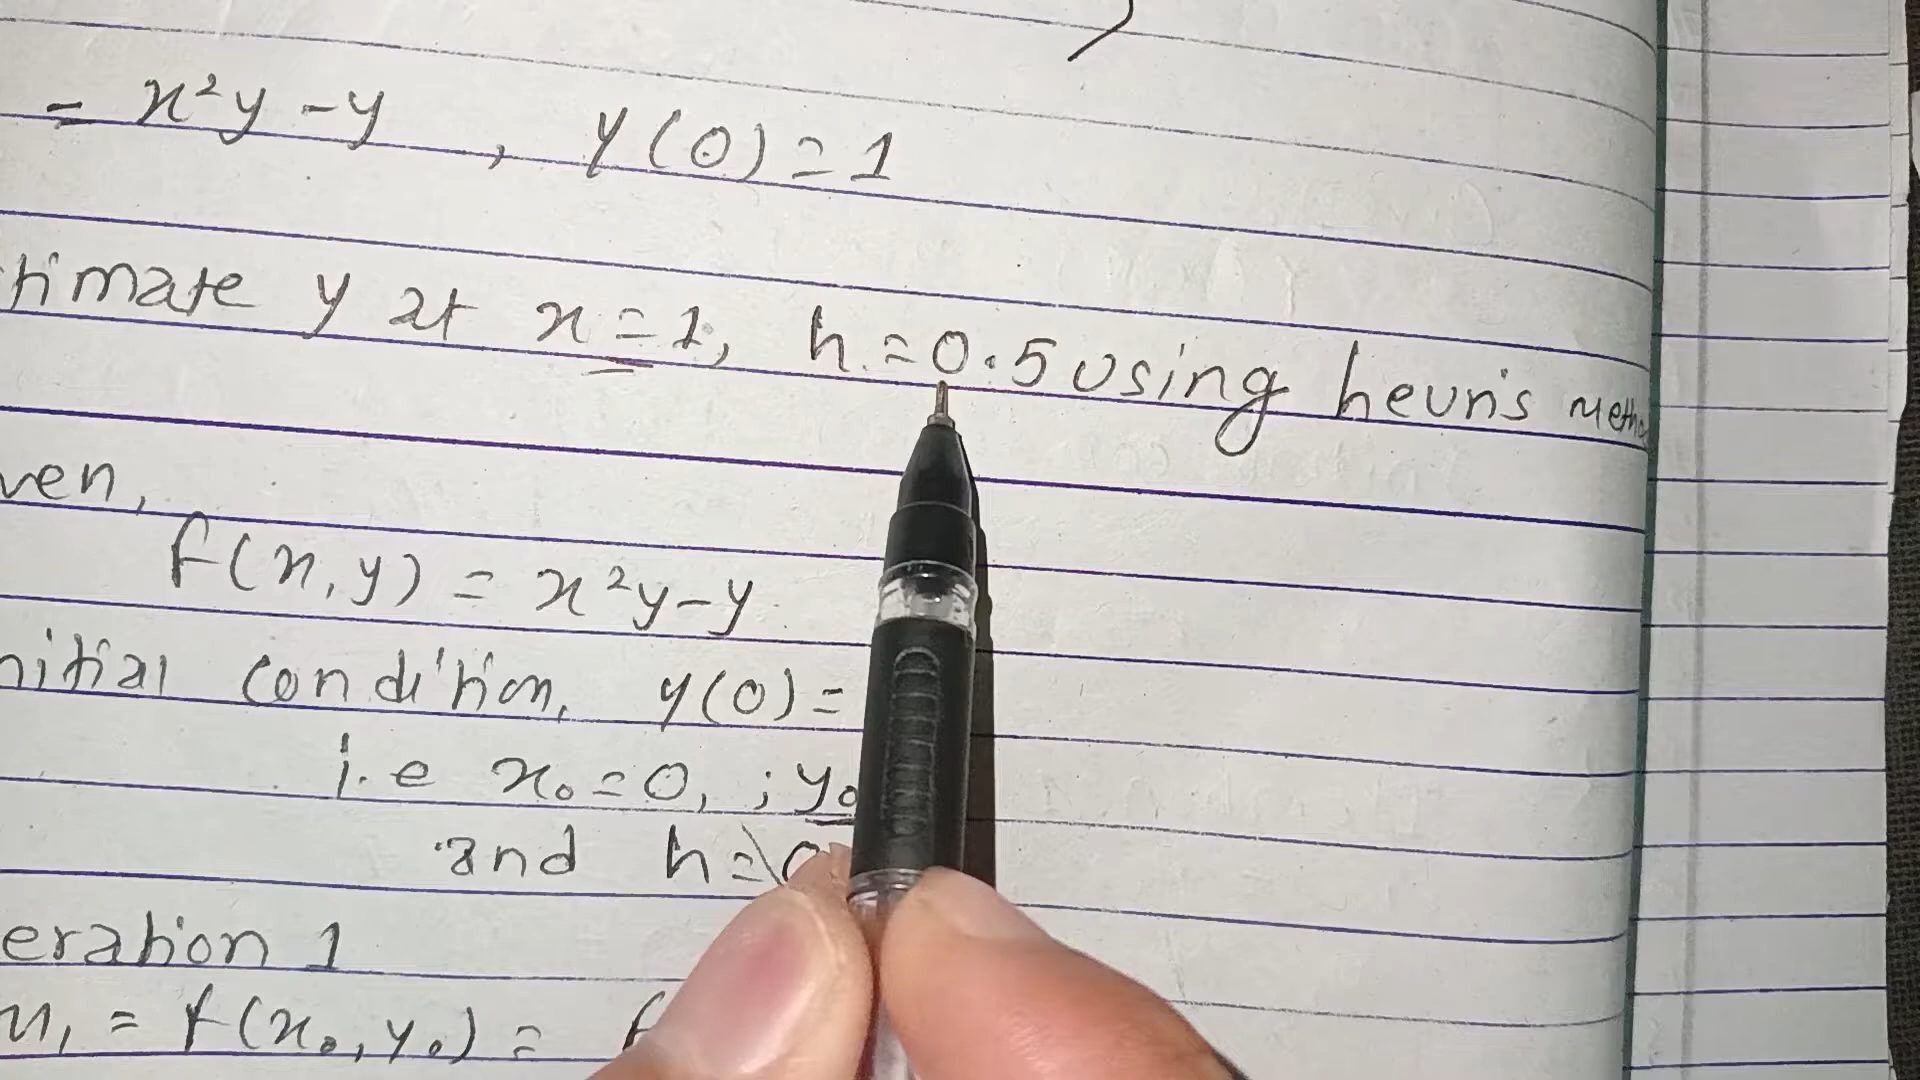 = x²y - y , y(0) = 1
timate y at x = 1, h = 0.5 using heun's
ven,
f(x, y) = x²y - y
nitial condition, y(0) =
i.e x₀ = 0, ; y₀
and h =
eration 1
m₁ = f(x₀, y₀) = f